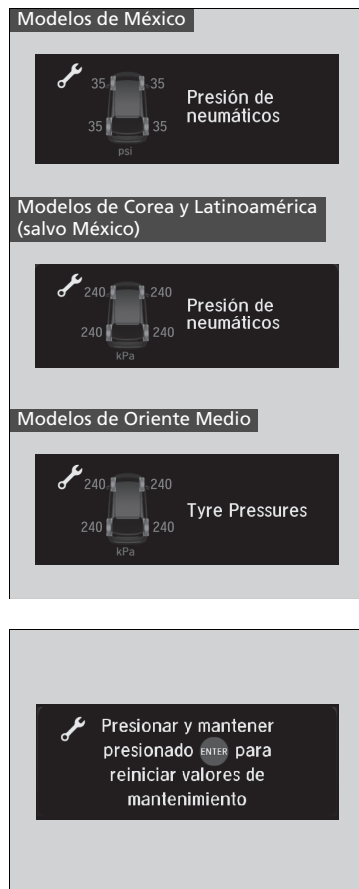 Modelos de México
35 35
35 35
psi
Presión de
neumáticos
Modelos de Corea y Latinoamérica
(salvo México)
240 240
240 240
kPa
Presión de
neumáticos
Modelos de Oriente Medio
240 240
240 240
kPa
Tyre Pressures
Presionar y mantener
presionado ENTER para
reiniciar valores de
mantenimiento